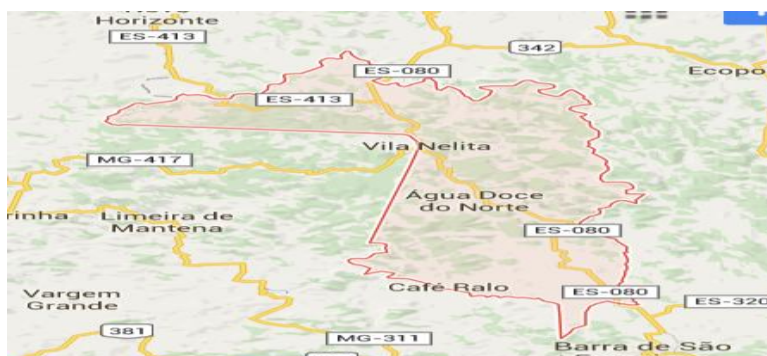 Horizonte
ES-413
342
ES-080
Ecopo
ES-413
Vila Nelita
MG-417
Água Doce
do Norte
rinha
Limeira de
Mantena
ES-080
Café Ralo
ES-080
Vargem
Grande
ES-320
381
MG-311
Barra de São